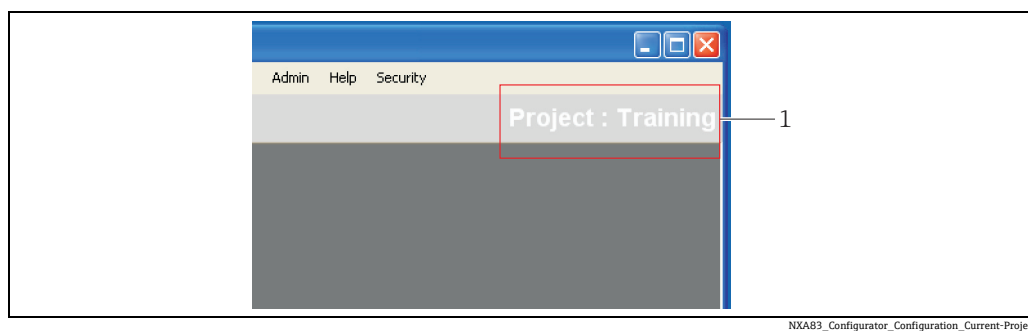 Admin Help Security
Project : Training
1
NXA83_Configurator_Configuration_Current-Proje